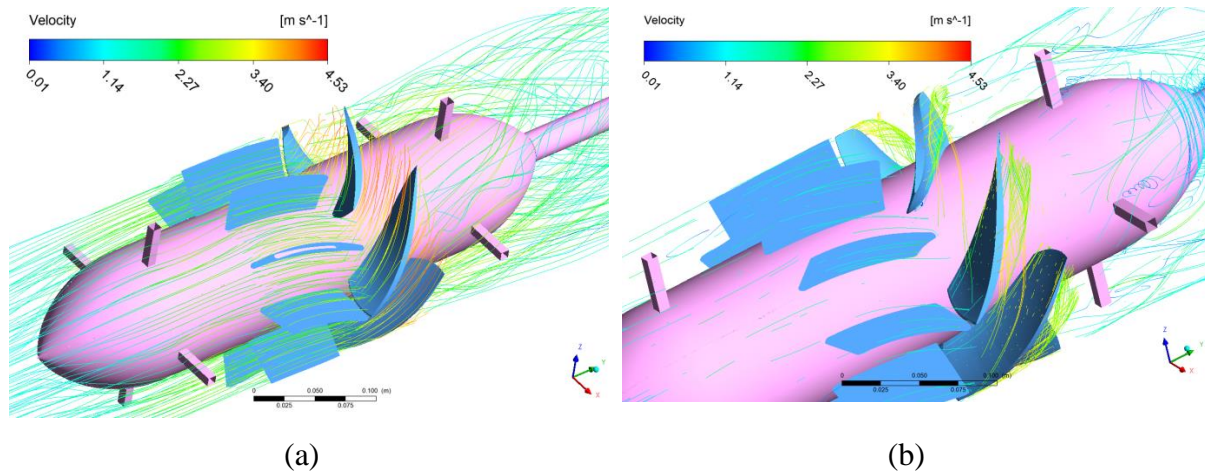 Velocity [m s^-1]
0.01 1.14 2.27 3.40 4.53
0 0.050 0.100 (m)
0.025 0.075
Z
Y
X
(a)
Velocity [m s^-1]
0.01 1.14 2.27 3.40 4.53
0 0.050 0.100 (m)
0.025 0.075
Z
Y
X
(b)